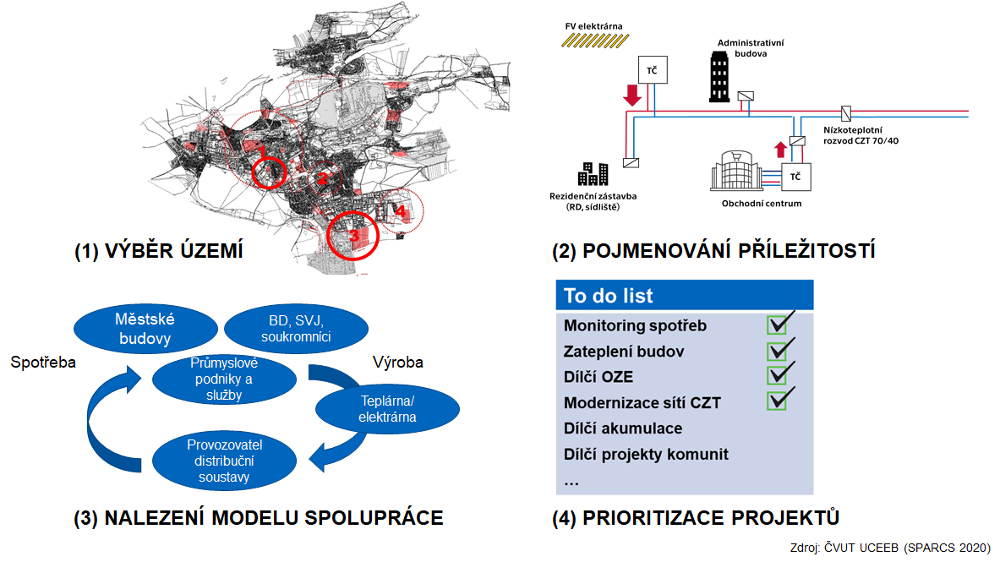 1
2
3
4
(1) VÝBĚR ÚZEMÍ
FV elektrárna
TČ
Administrativní
budova
Nízkoteplotní
rozvod CZT 70/40
TČ
Rezidenční zástavba
(RD, sídliště)
Obchodní centrum
(2) POJMENOVÁNÍ PŘÍLEŽITOSTÍ
Městské
budovy
BD, SVJ,
soukromníci
Spotřeba
Průmyslové
podniky a
služby
Výroba
Teplárna/
elektrárna
Provozovatel
distribuční
soustavy
(3) NALEZENÍ MODELU SPOLUPRÁCE
To do list
Monitoring spotřeb
Zateplení budov
Dílčí OZE
Modernizace sítí CZT
Dílčí akumulace
Dílčí projekty komunit
…
(4) PRIORITIZACE PROJEKTŮ
Zdroj: ČVUT UCEEB (SPARCS 2020)